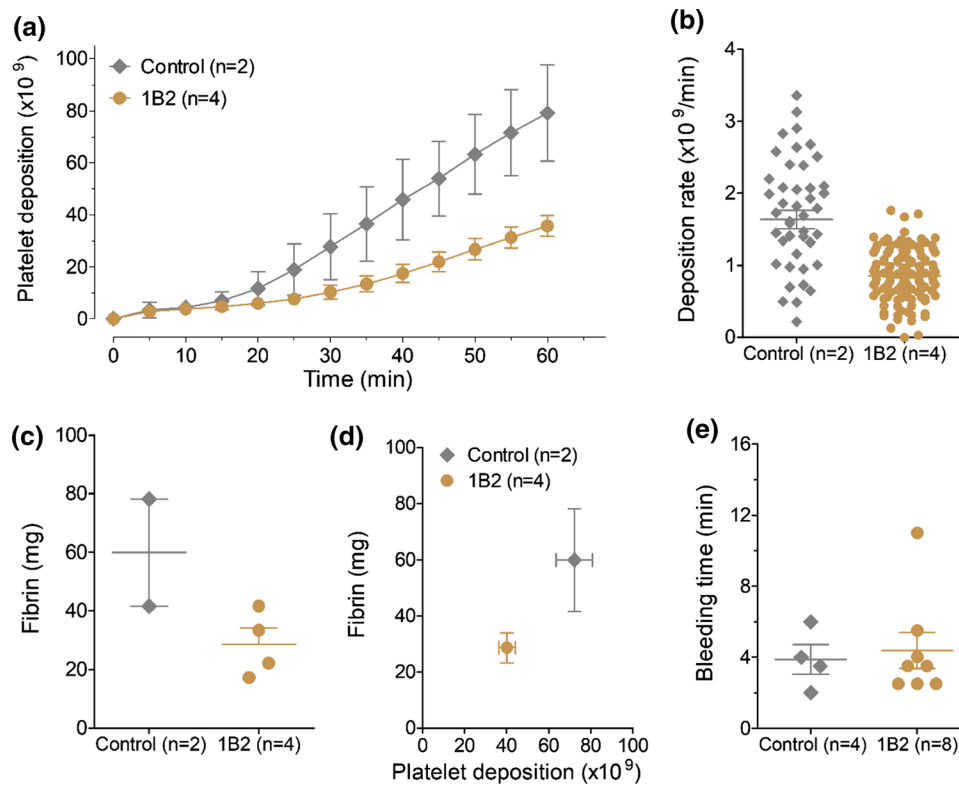 (a)
Platelet deposition (x10 9)
100
80
60
40
20
0
Control (n=2)
1B2 (n=4)
0 10 20 30 40 50 60
Time (min)
(b)
Deposition rate (x10 9/min)
4
3
2
1
0
Control (n=2) 1B2 (n=4)
(c)
Fibrin (mg)
100
80
60
40
20
0
Control (n=2) 1B2 (n=4)
(d)
Fibrin (mg)
100
80
60
40
20
0
Control (n=2)
1B2 (n=4)
0 20 40 60 80 100
Platelet deposition (x10 9)
(e)
Bleeding time (min)
16
12
8
4
0
Control (n=4) 1B2 (n=8)